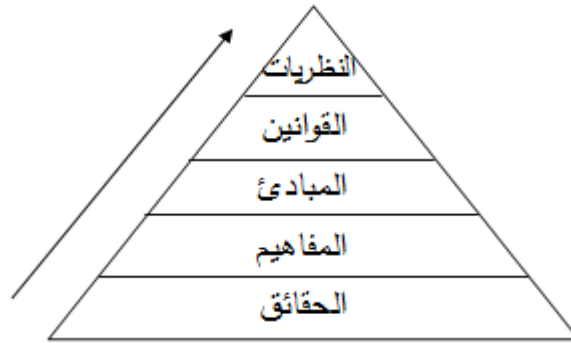 النظريات
القوانين
المبادئ
المفاهيم
الحقائق